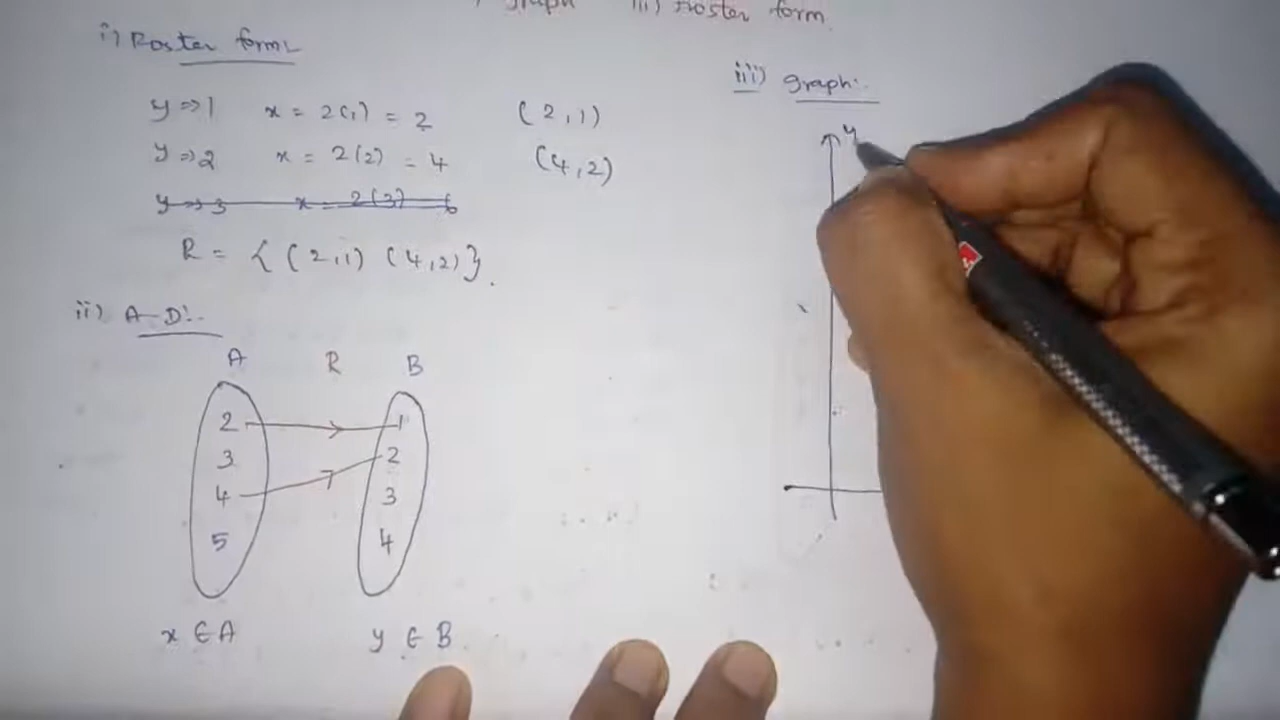 graph iii) Roster form.
i) Roster form:
y => 1 x = 2(1) = 2 (2,1)
y => 2 x = 2(2) = 4 (4,2)
y => 3 x = 2(3) = 6
R = { (2,1) (4,2) }.
ii) A-D:-
A R B
2 1
3 2
4 3
5 4
x ∈ A y ∈ B
iii) Graph:-
y